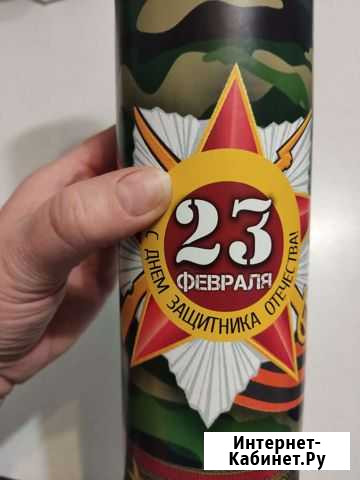 23
ФЕВРАЛЯ
С ДНЕМ ЗАЩИТНИКА ОТЕЧЕСТВА!
Интернет-
Кабинет.Ру